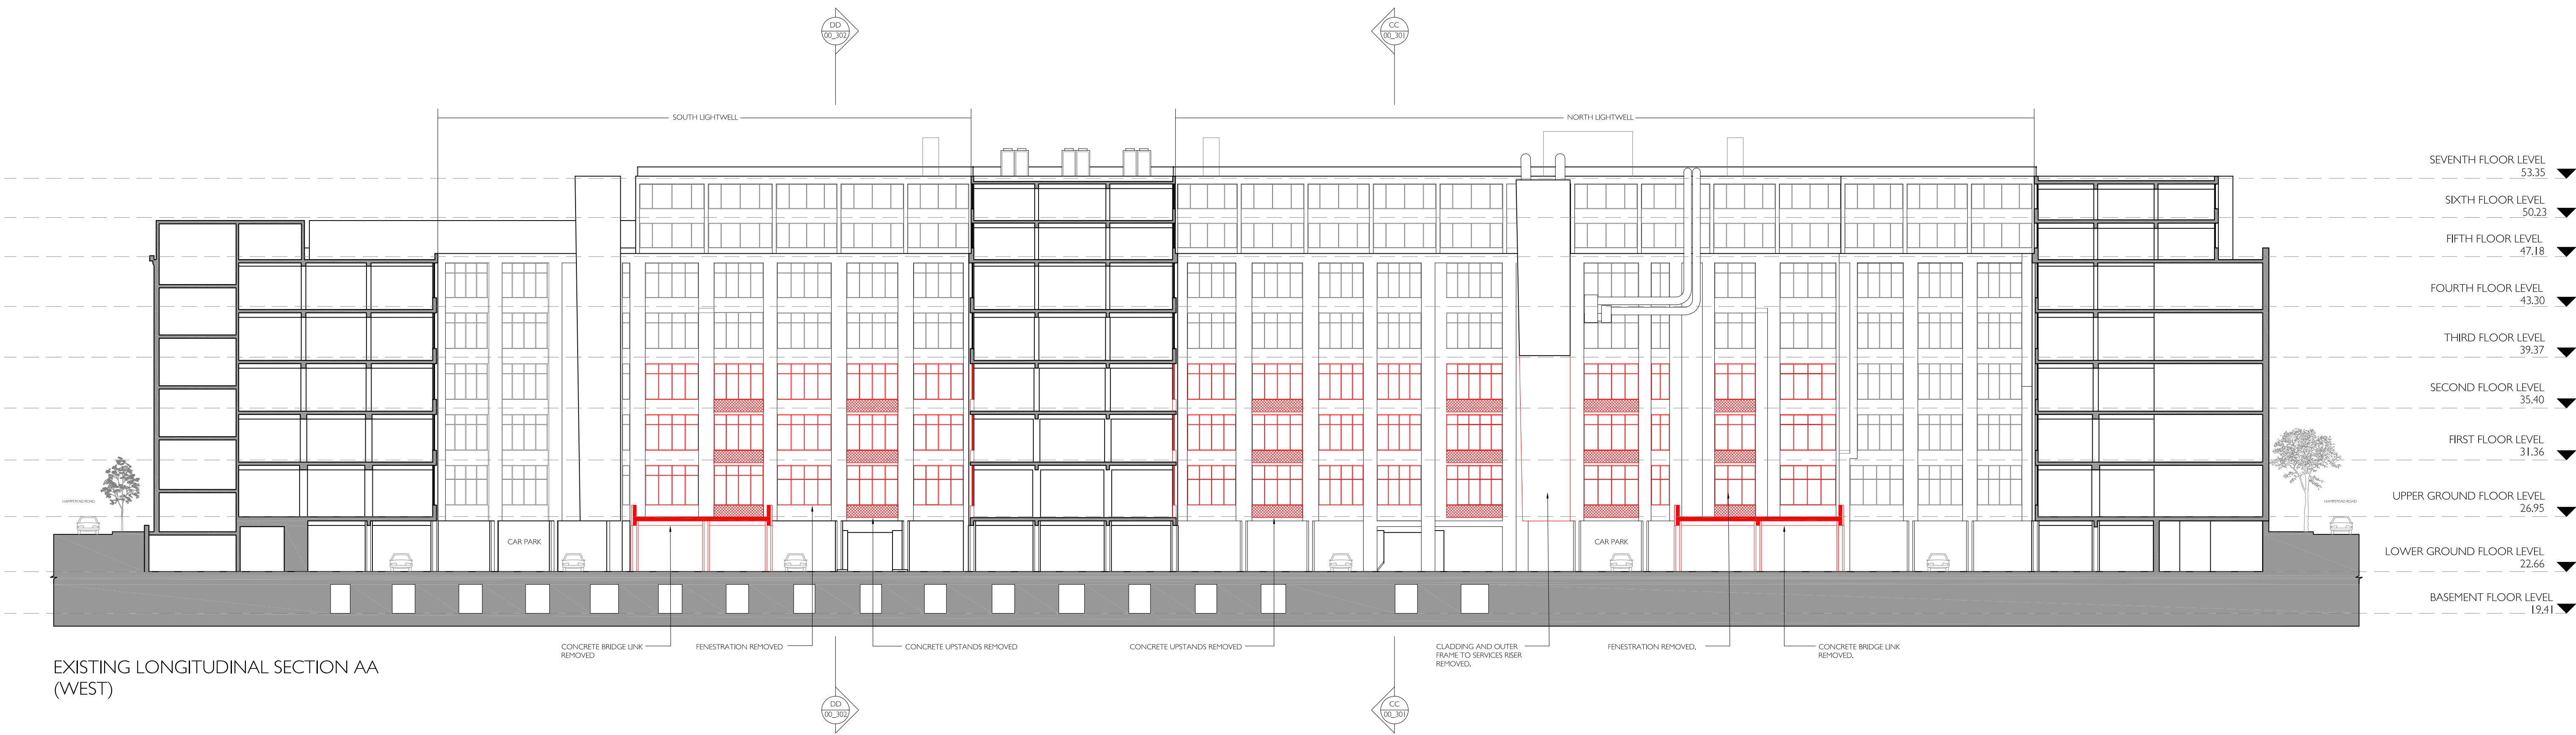 DD
00_302
CC
00_301
SOUTH LIGHTWELL
NORTH LIGHTWELL
SEVENTH FLOOR LEVEL
53.35
SIXTH FLOOR LEVEL
50.23
FIFTH FLOOR LEVEL
47.18
FOURTH FLOOR LEVEL
43.30
THIRD FLOOR LEVEL
39.37
SECOND FLOOR LEVEL
35.40
FIRST FLOOR LEVEL
31.36
UPPER GROUND FLOOR LEVEL
26.95
LOWER GROUND FLOOR LEVEL
22.66
BASEMENT FLOOR LEVEL
19.41
HAMPSTEAD ROAD
HAMPSTEAD ROAD
CAR PARK
CAR PARK
CONCRETE BRIDGE LINK
REMOVED
FENESTRATION REMOVED
CONCRETE UPSTANDS REMOVED
CONCRETE UPSTANDS REMOVED
CLADDING AND OUTER
FRAME TO SERVICES RISER
REMOVED.
FENESTRATION REMOVED.
CONCRETE BRIDGE LINK
REMOVED.
EXISTING LONGITUDINAL SECTION AA
(WEST)
DD
00_302
CC
00_301